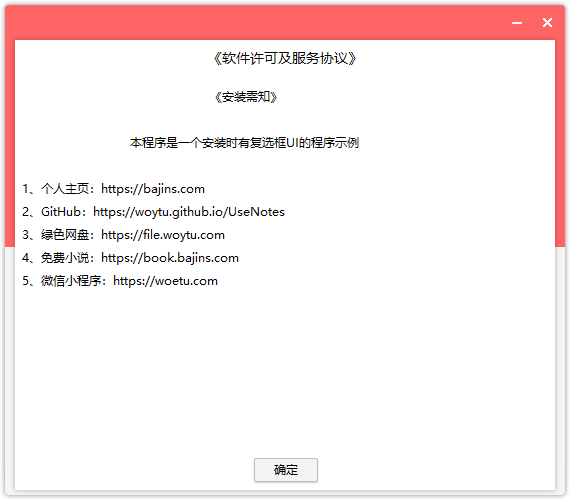 《软件许可及服务协议》
《安装需知》
本程序是一个安装时有复选框UI的程序示例
1、个人主页：https://bajins.com
2、GitHub：https://woytu.github.io/UseNotes
3、绿色网盘：https://file.woytu.com
4、免费小说：https://book.bajins.com
5、微信小程序：https://woetu.com
确定